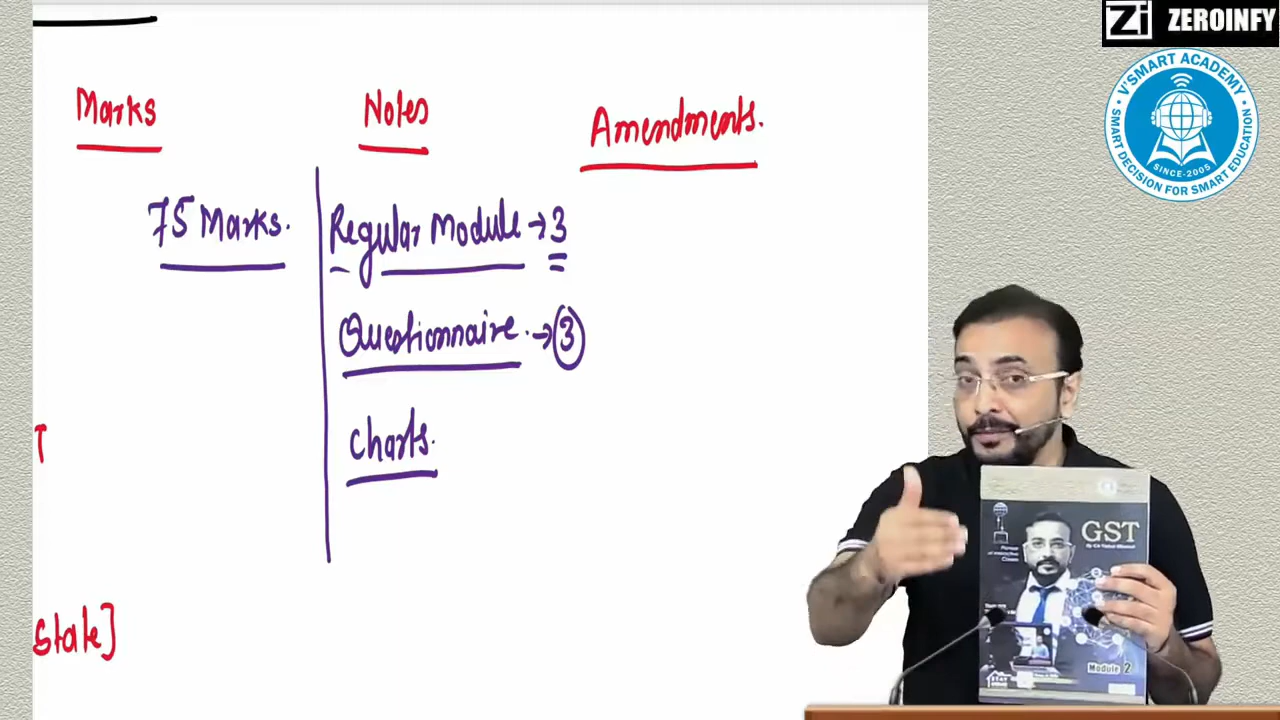 Zi ZEROINFY
V'SMART ACADEMY
SINCE-2005
SMART DECISION FOR SMART EDUCATION
Marks
Notes
Amendments.
75 Marks.
Regular Module → 3
Questionnaire. → 3
Charts.
State]
GST
Module 2